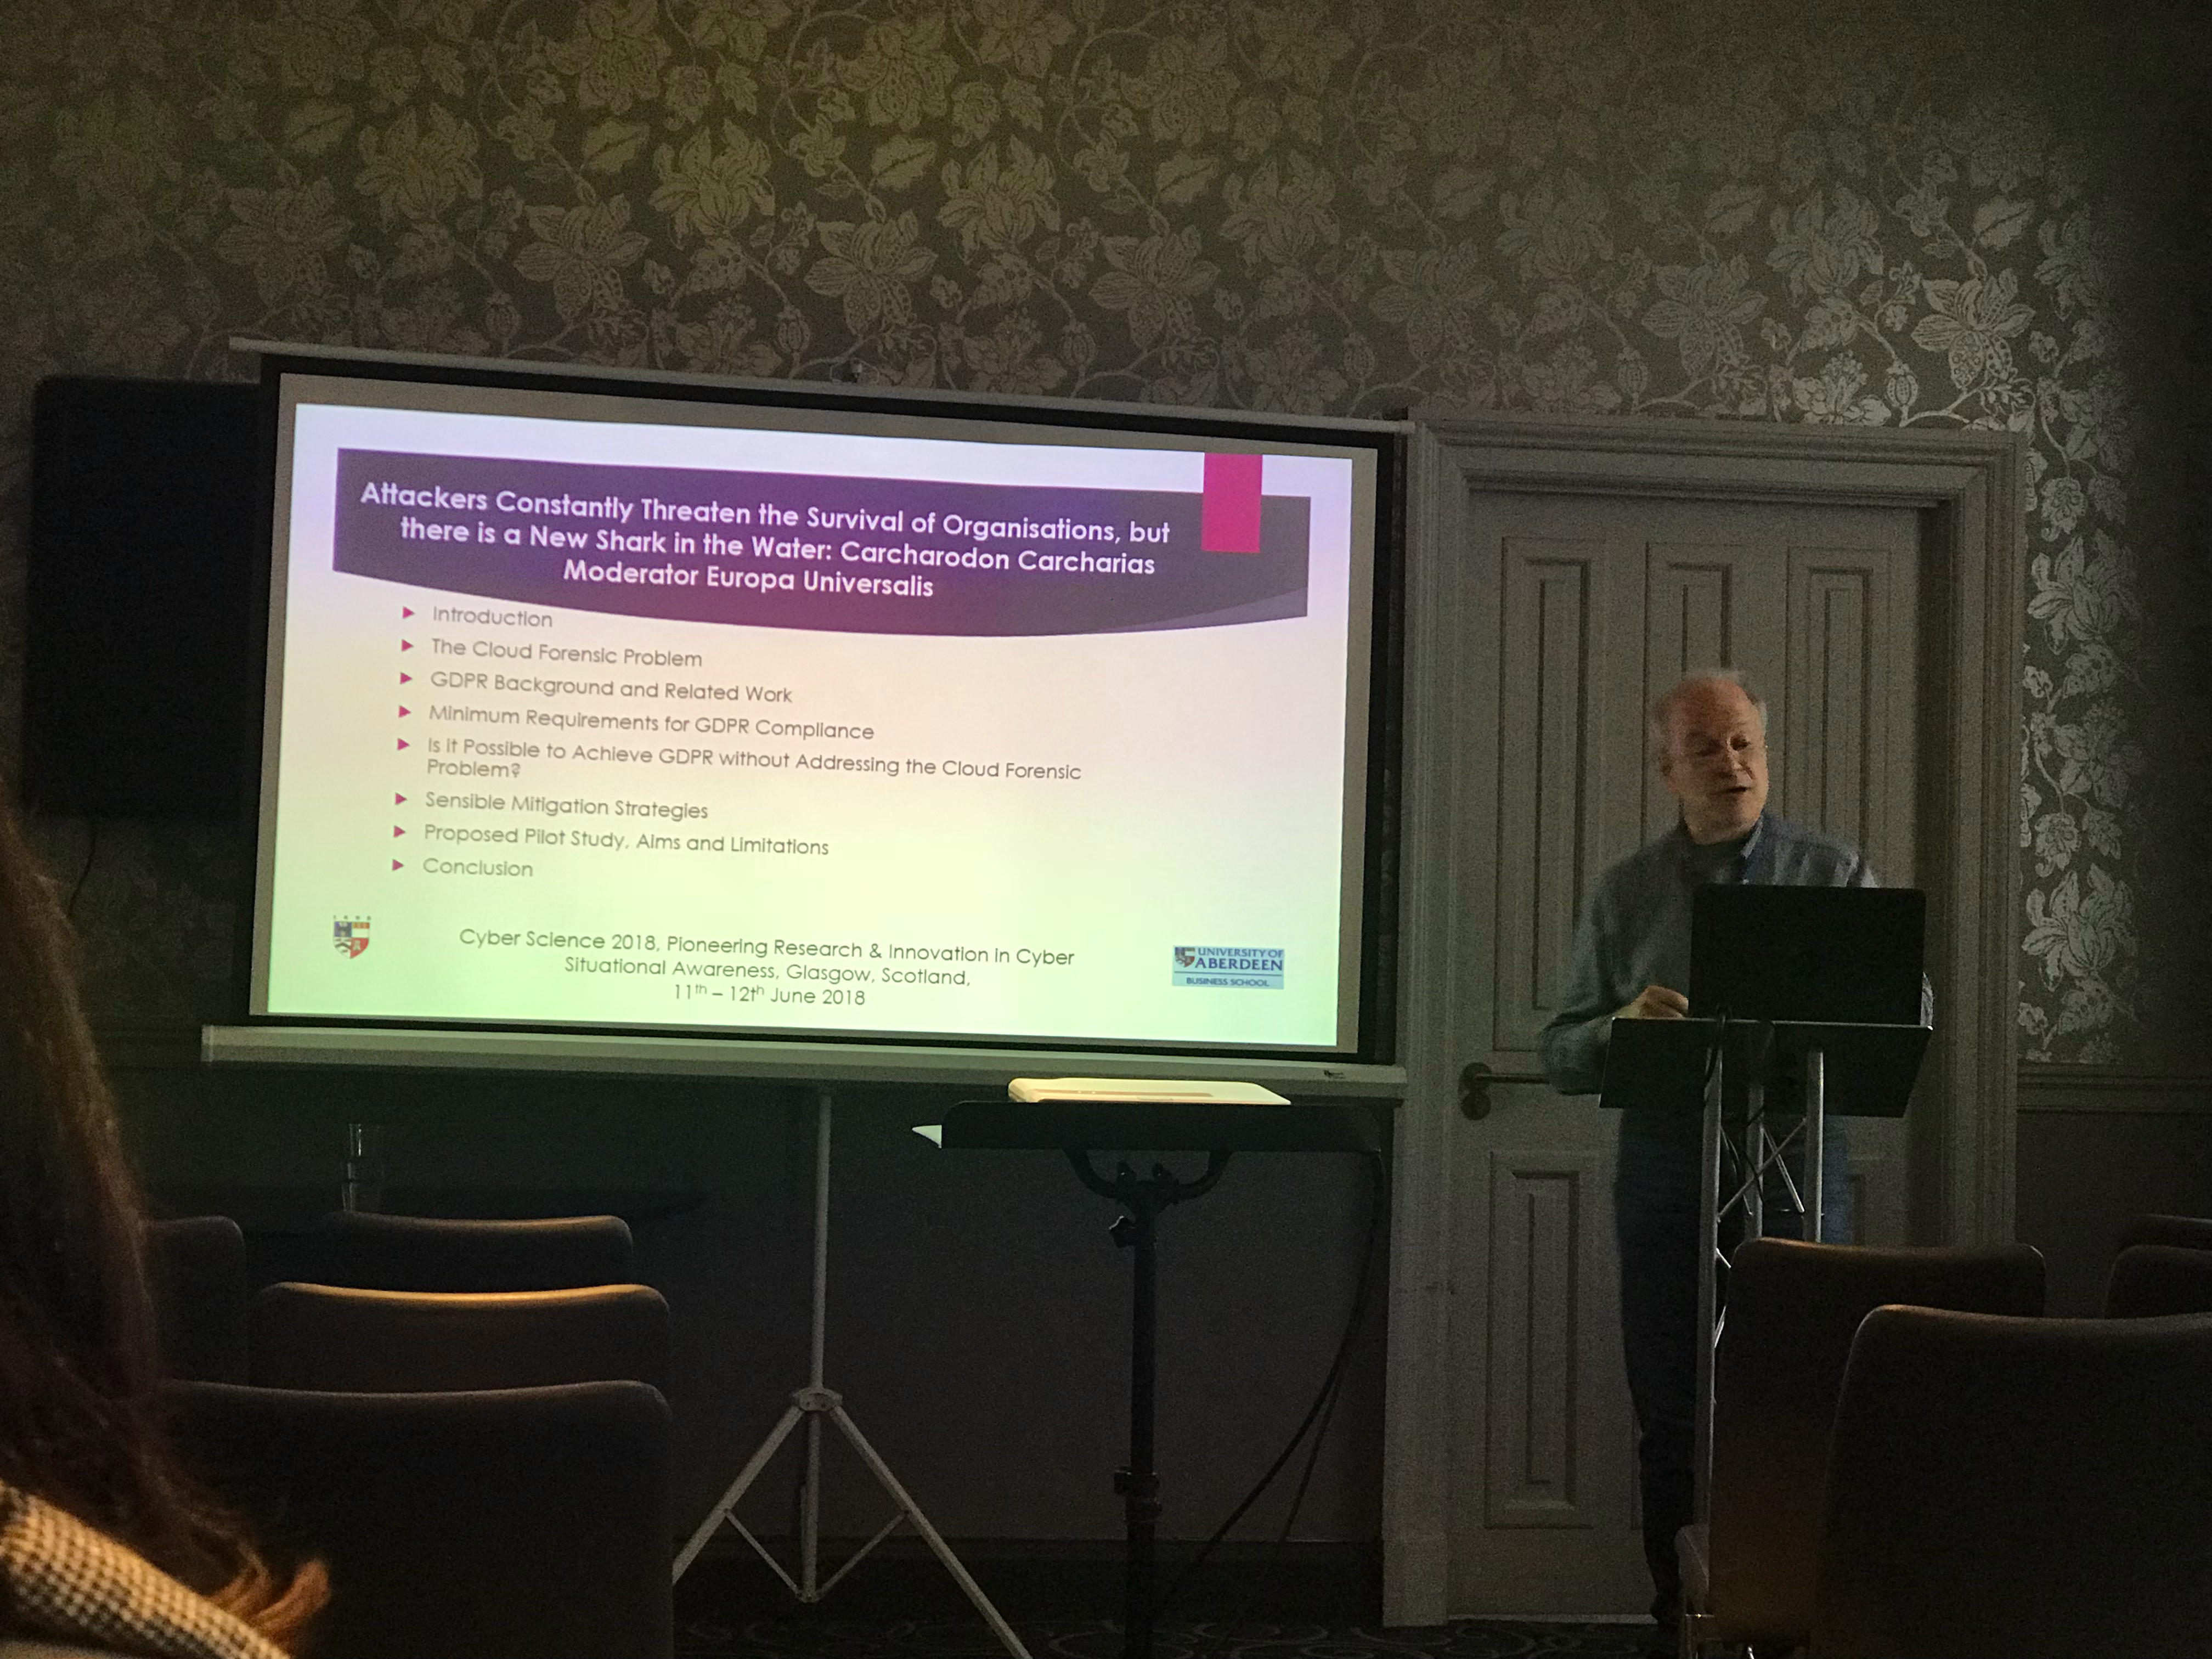 Attackers Constantly Threaten the Survival of Organisations, but
there is a New Shark in the Water: Carcharodon Carcharias
Moderator Europa Universalis
► Introduction
► The Cloud Forensic Problem
► GDPR Background and Related Work
► Minimum Requirements for GDPR Compliance
► Is it Possible to Achieve GDPR without Addressing the Cloud Forensic
Problem?
► Sensible Mitigation Strategies
► Proposed Pilot Study, Aims and Limitations
► Conclusion
Cyber Science 2018, Pioneering Research & Innovation in Cyber
Situational Awareness, Glasgow, Scotland,
11th – 12th June 2018
UNIVERSITY OF
ABERDEEN
BUSINESS SCHOOL